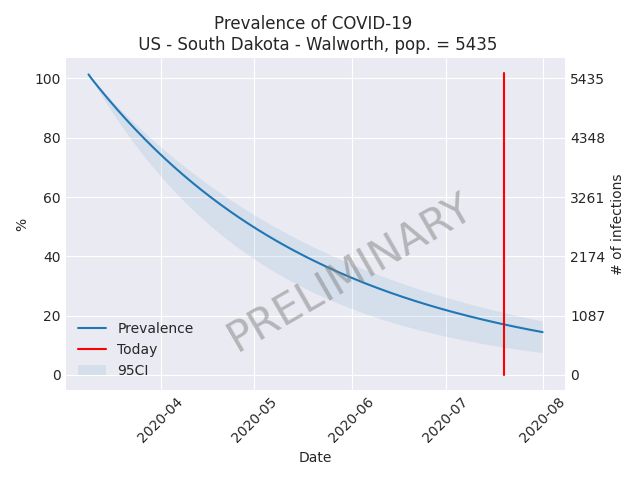 Prevalence of COVID-19
US - South Dakota - Walworth, pop. = 5435
100
80
60
40
20
0
%
5435
4348
3261
2174
1087
0
# of infections
PRELIMINARY
Prevalence
Today
95CI
2020-04
2020-05
2020-06
2020-07
2020-08
Date